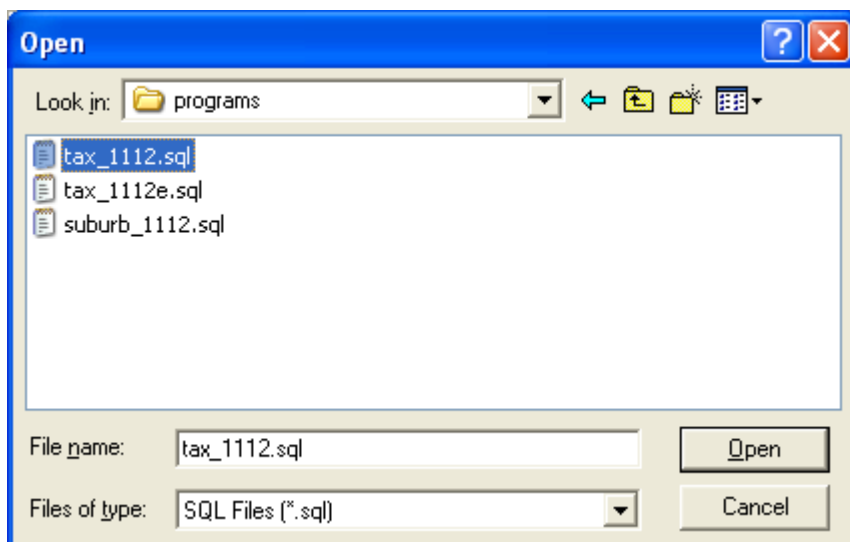 Open
Look in: programs
tax_1112.sql
tax_1112e.sql
suburb_1112.sql
File name: tax_1112.sql Open
Files of type: SQL Files (*.sql) Cancel